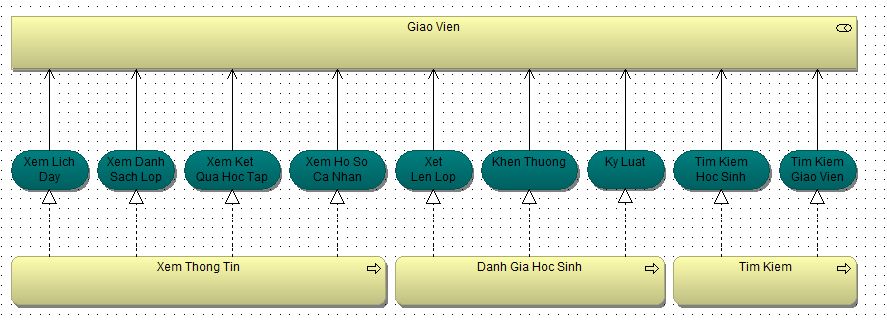 Giao Vien
Xem Lich
Day
Xem Danh
Sach Lop
Xem Ket
Qua Hoc Tap
Xem Ho So
Ca Nhan
Xet
Len Lop
Khen Thuong
Ky Luat
Tim Kiem
Hoc Sinh
Tim Kiem
Giao Vien
Xem Thong Tin
Danh Gia Hoc Sinh
Tim Kiem